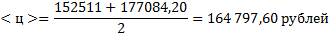 < ц >= (152511 + 177084,20) / 2 = 164 797,60 рублей